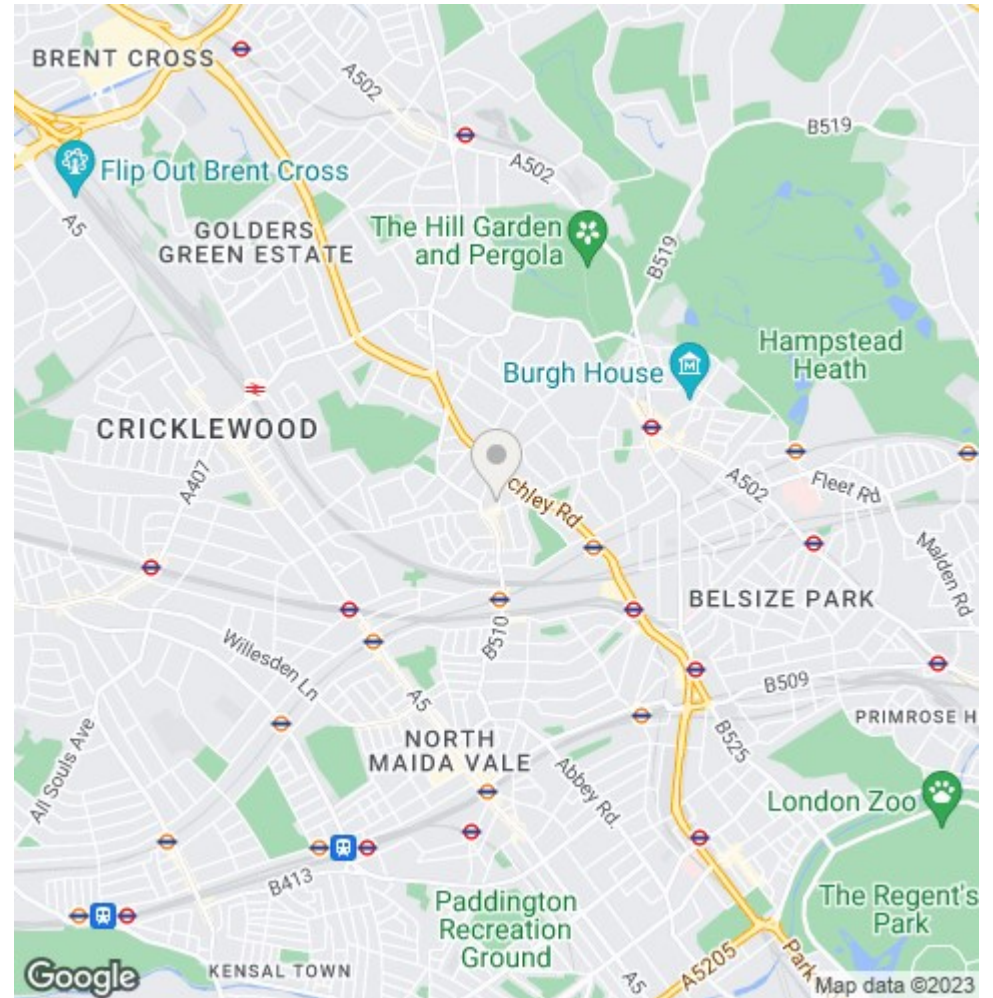 BRENT CROSS
A502
B519
Flip Out Brent Cross
A502
A5
GOLDERS
GREEN ESTATE
The Hill Garden
and Pergola
B519
Hampstead
Heath
Burgh House
CRICKLEWOOD
A407
A502
Fleet Rd
chley Rd
Malden Rd
BELSIZE PARK
B510
Willesden Ln
A5
B509
B525
PRIMROSE H
NORTH
MAIDA VALE
All Souls Ave
Abbey Rd.
London Zoo
B413
Paddington
Recreation
Ground
The Regent's
Park
A5205
Park
KENSAL TOWN
A5
Google
Map data ©2023